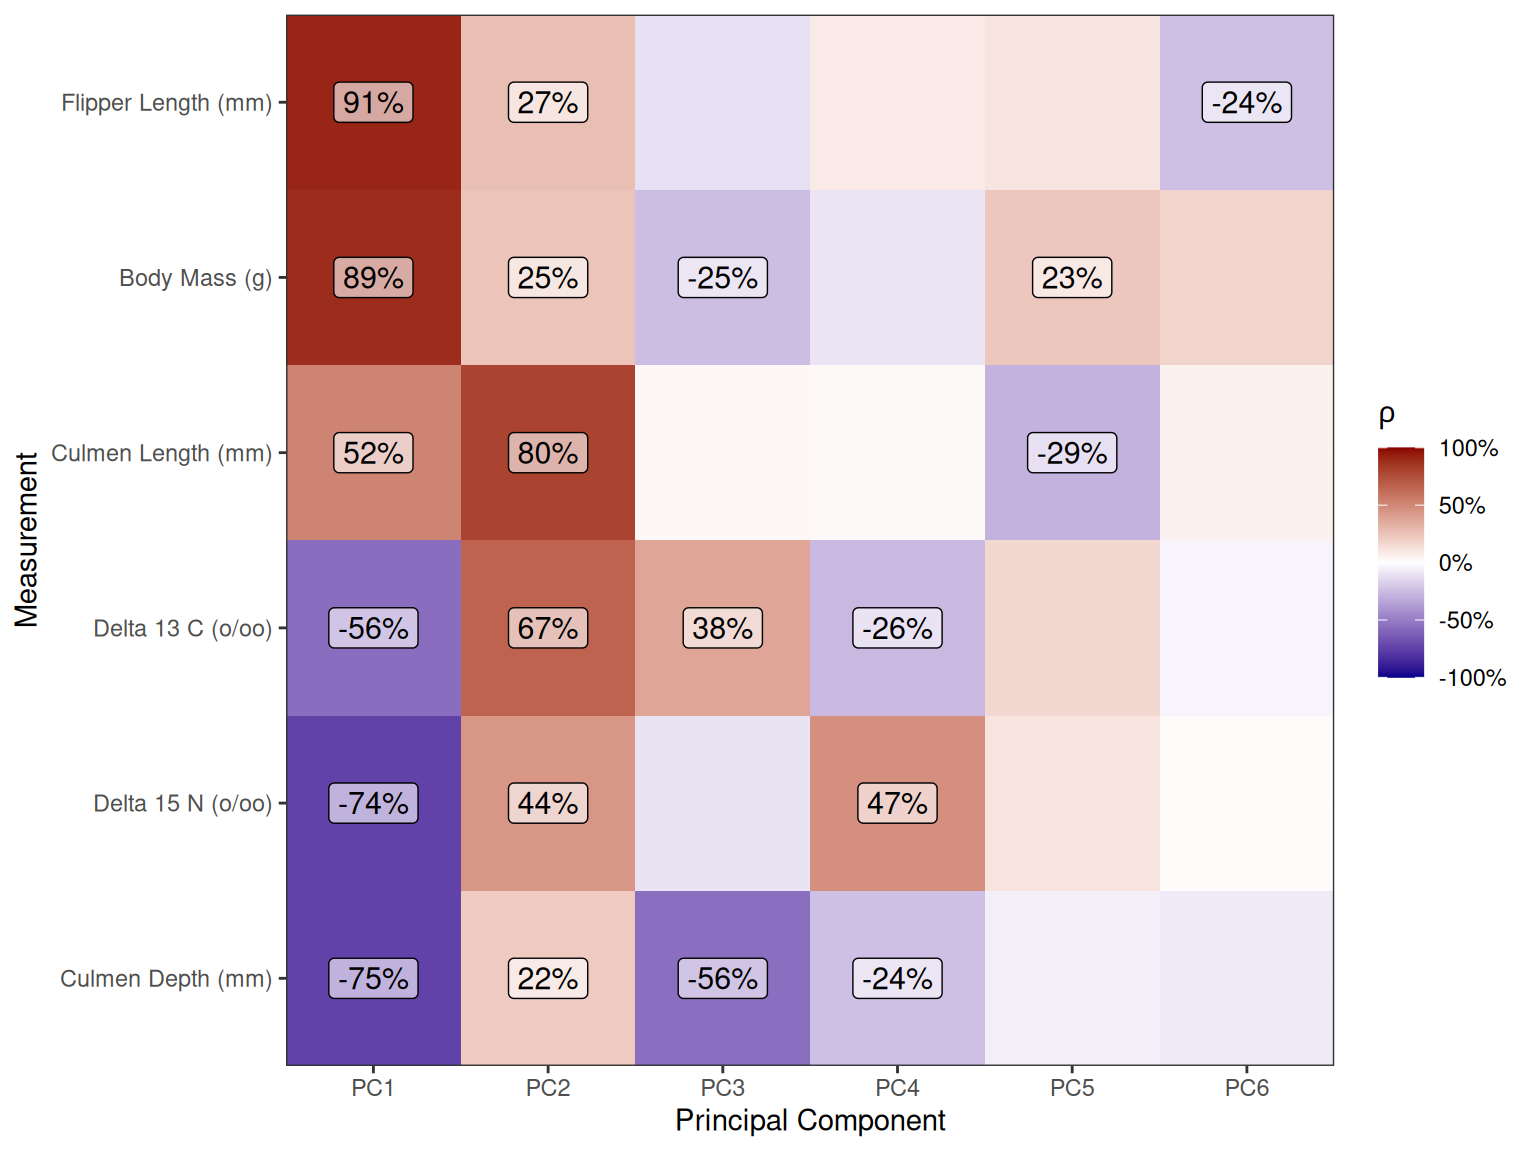 Flipper Length (mm) 91% 27% -24%
Body Mass (g) 89% 25% -25% 23%
Culmen Length (mm) 52% 80% -29%
Delta 13 C (o/oo) -56% 67% 38% -26%
Delta 15 N (o/oo) -74% 44% 47%
Culmen Depth (mm) -75% 22% -56% -24%
PC1 PC2 PC3 PC4 PC5 PC6
Principal Component
Measurement
ρ
100%
50%
0%
-50%
-100%